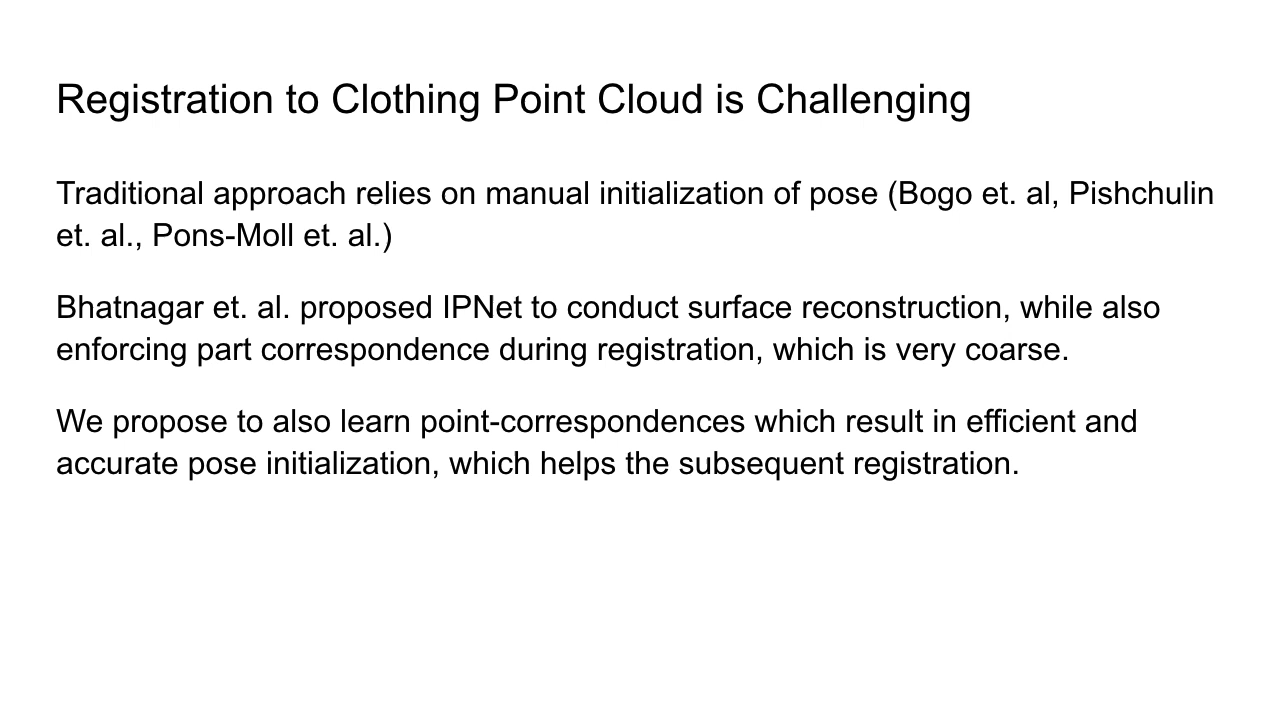 Registration to Clothing Point Cloud is Challenging
Traditional approach relies on manual initialization of pose (Bogo et. al, Pishchulin
et. al., Pons-Moll et. al.)
Bhatnagar et. al. proposed IPNet to conduct surface reconstruction, while also
enforcing part correspondence during registration, which is very coarse.
We propose to also learn point-correspondences which result in efficient and
accurate pose initialization, which helps the subsequent registration.